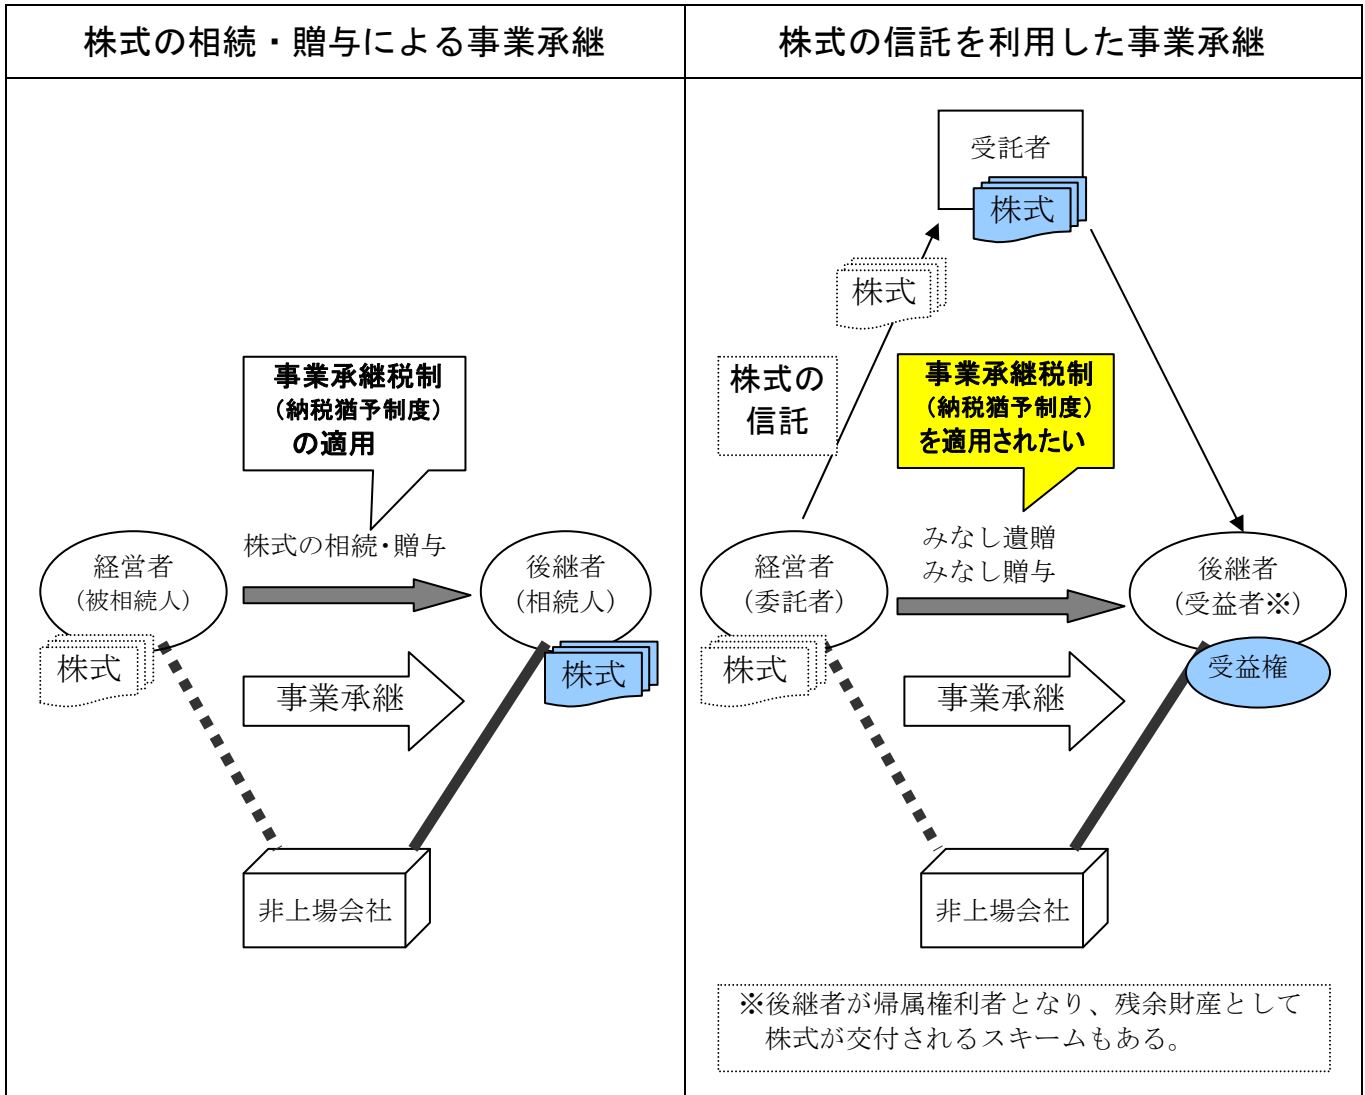 株式の相続・贈与による事業承継
事業承継税制
（納税猶予制度）
の適用
経営者
（被相続人）
株式
株式の相続・贈与
後継者
（相続人）
株式
事業承継
非上場会社
株式の信託を利用した事業承継
受託者
株式
株式
株式の
信託
事業承継税制
（納税猶予制度）
を適用されたい
経営者
（委託者）
株式
みなし遺贈
みなし贈与
後継者
（受益者※）
受益権
事業承継
非上場会社
※後継者が帰属権利者となり、残余財産として
株式が交付されるスキームもある。